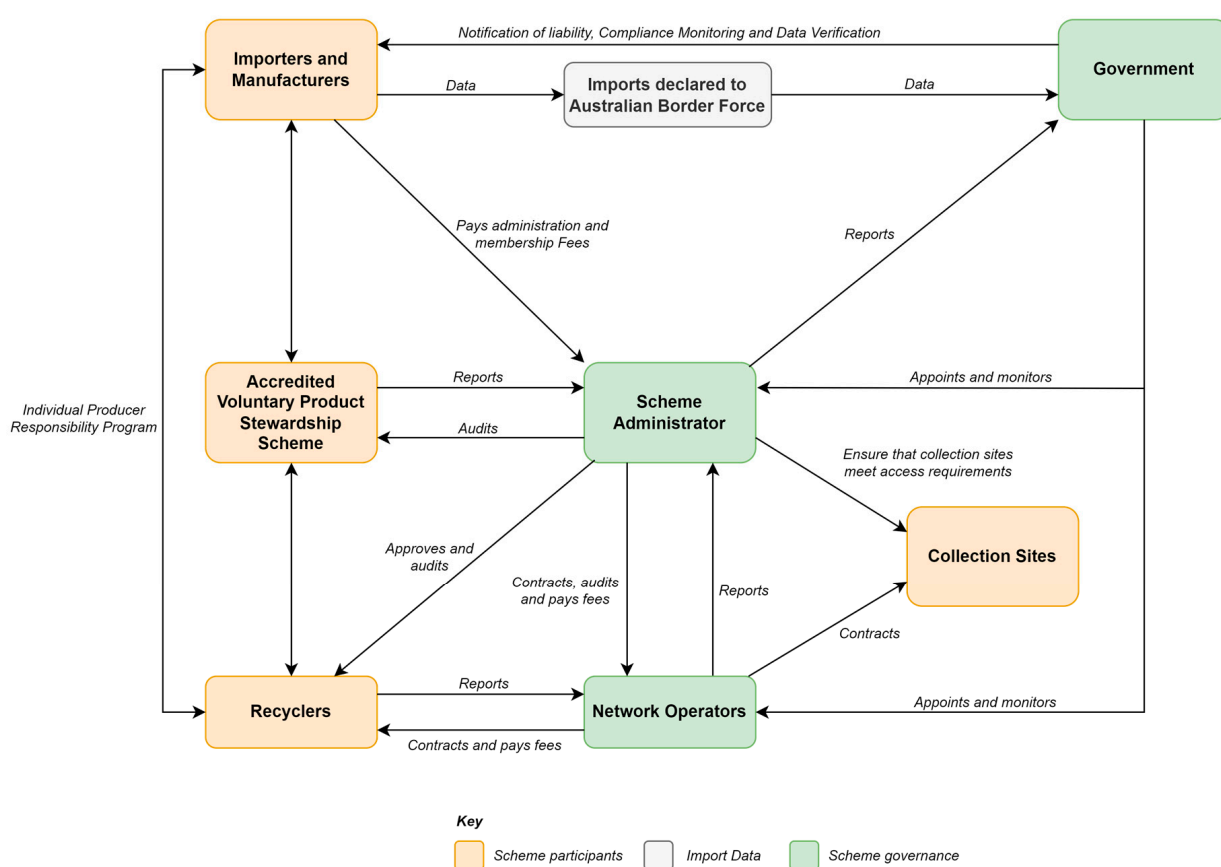 Notification of liability, Compliance Monitoring and Data Verification
Importers and
Manufacturers
Data
Imports declared to
Australian Border Force
Data
Government
Pays administration and
membership Fees
Reports
Individual Producer
Responsibility Program
Accredited
Voluntary Product
Stewardship
Scheme
Reports
Audits
Scheme
Administrator
Appoints and monitors
Ensure that collection sites
meet access requirements
Approves and
audits
Contracts, audits
and pays fees
Reports
Collection Sites
Contracts
Recyclers
Reports
Contracts and pays fees
Network Operators
Appoints and monitors
Key
Scheme participants
Import Data
Scheme governance